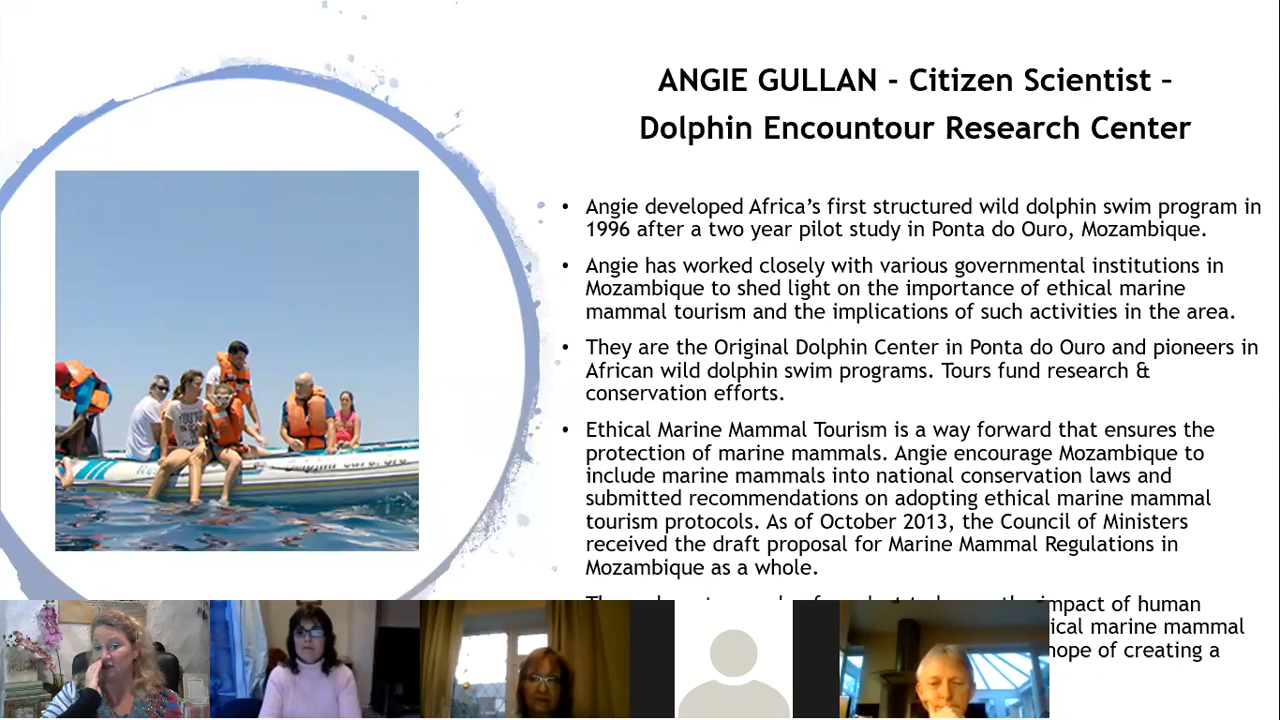 ANGIE GULLAN - Citizen Scientist –
Dolphin Encountour Research Center
• Angie developed Africa's first structured wild dolphin swim program in
1996 after a two year pilot study in Ponta do Ouro, Mozambique.
• Angie has worked closely with various governmental institutions in
Mozambique to shed light on the importance of ethical marine
mammal tourism and the implications of such activities in the area.
• They are the Original Dolphin Center in Ponta do Ouro and pioneers in
African wild dolphin swim programs. Tours fund research &
conservation efforts.
• Ethical Marine Mammal Tourism is a way forward that ensures the
protection of marine mammals. Angie encourage Mozambique to
include marine mammals into national conservation laws and
submitted recommendations on adopting ethical marine mammal
tourism protocols. As of October 2013, the Council of Ministers
received the draft proposal for Marine Mammal Regulations in
Mozambique as a whole.
impact of human
marine mammal
hope of creating a